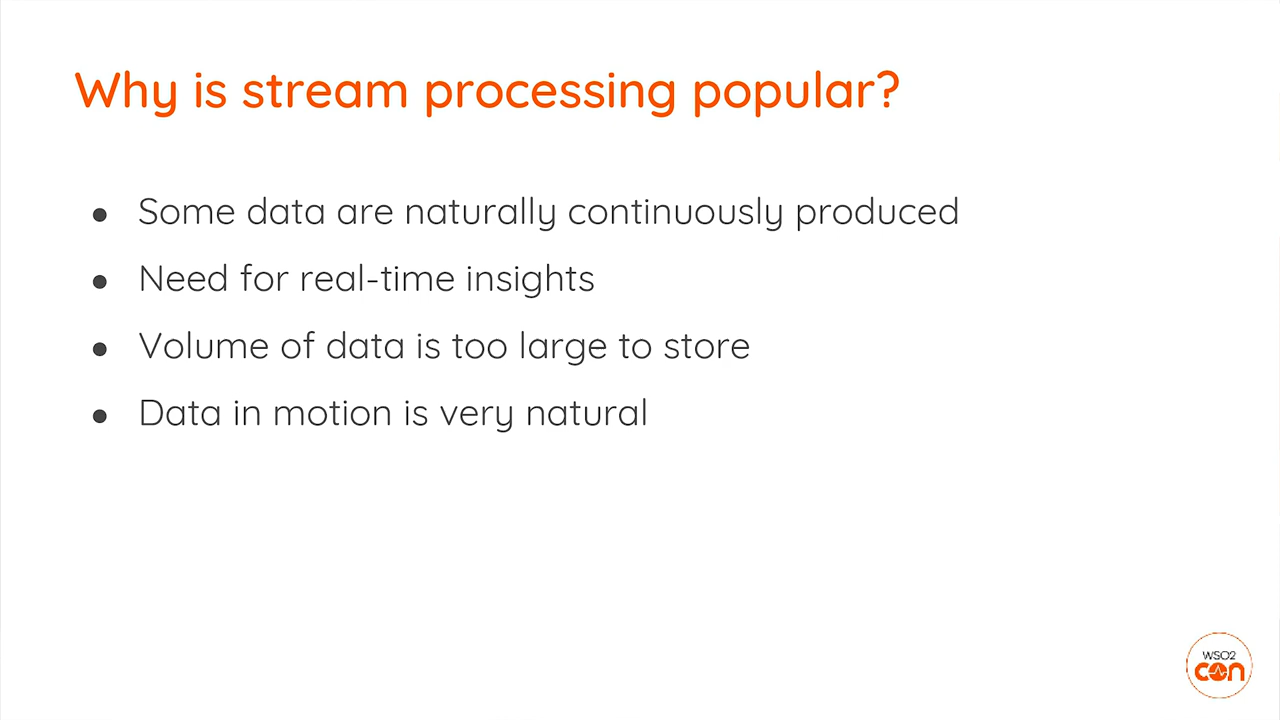 Why is stream processing popular?
● Some data are naturally continuously produced
● Need for real-time insights
● Volume of data is too large to store
● Data in motion is very natural
WSO2
con